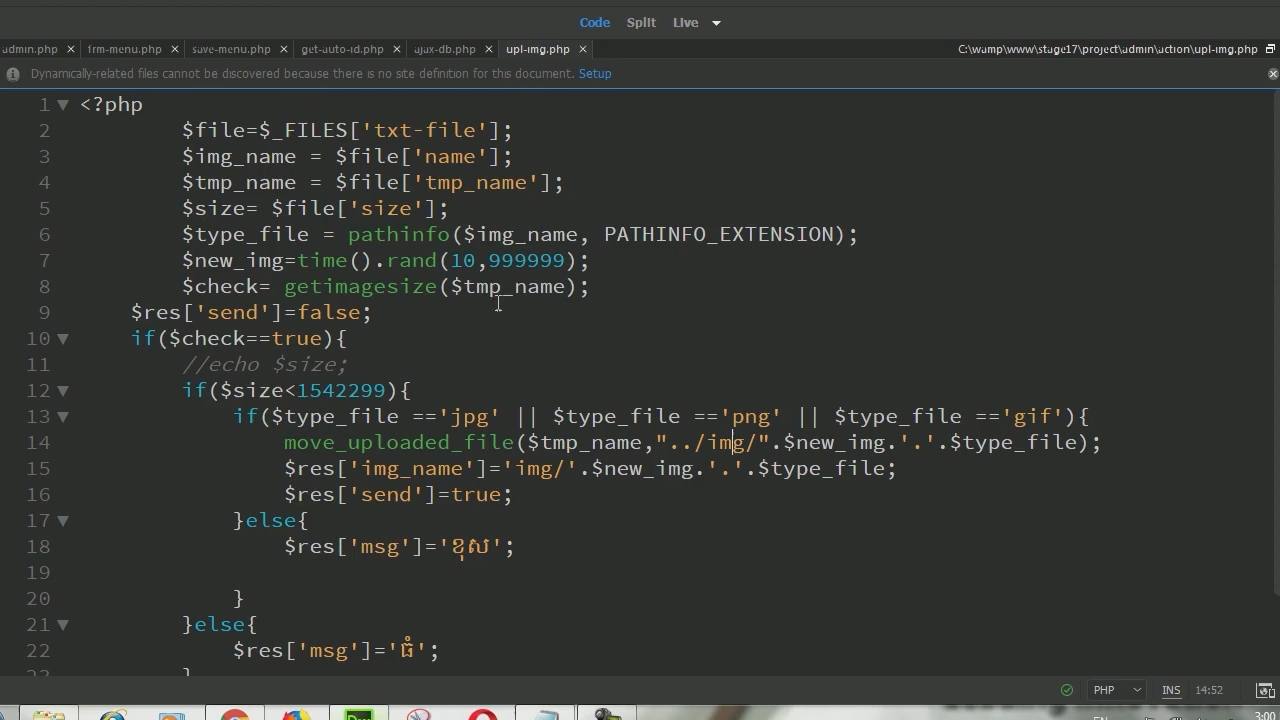 Code Split Live
admin.php frm-menu.php save-menu.php get-auto-id.php ajax-db.php upl-img.php C:\wamp\www\stage17\project\admin\action\upl-img.php
Dynamically-related files cannot be discovered because there is no site definition for this document. Setup
1 <?php
2 $file=$_FILES['txt-file'];
3 $img_name = $file['name'];
4 $tmp_name = $file['tmp_name'];
5 $size= $file['size'];
6 $type_file = pathinfo($img_name, PATHINFO_EXTENSION);
7 $new_img=time().rand(10,999999);
8 $check= getimagesize($tmp_name);
9 $res['send']=false;
10 if($check==true){
11 //echo $size;
12 if($size<1542299){
13 if($type_file =='jpg' || $type_file =='png' || $type_file =='gif'){
14 move_uploaded_file($tmp_name,"../img/".$new_img.'.'.$type_file);
15 $res['img_name']='img/'.$new_img.'.'.$type_file;
16 $res['send']=true;
17 }else{
18 $res['msg']='ខុស';
19
20 }
21 }else{
22 $res['msg']='ធំ';
23 }
PHP INS 14:52
EN 3:00